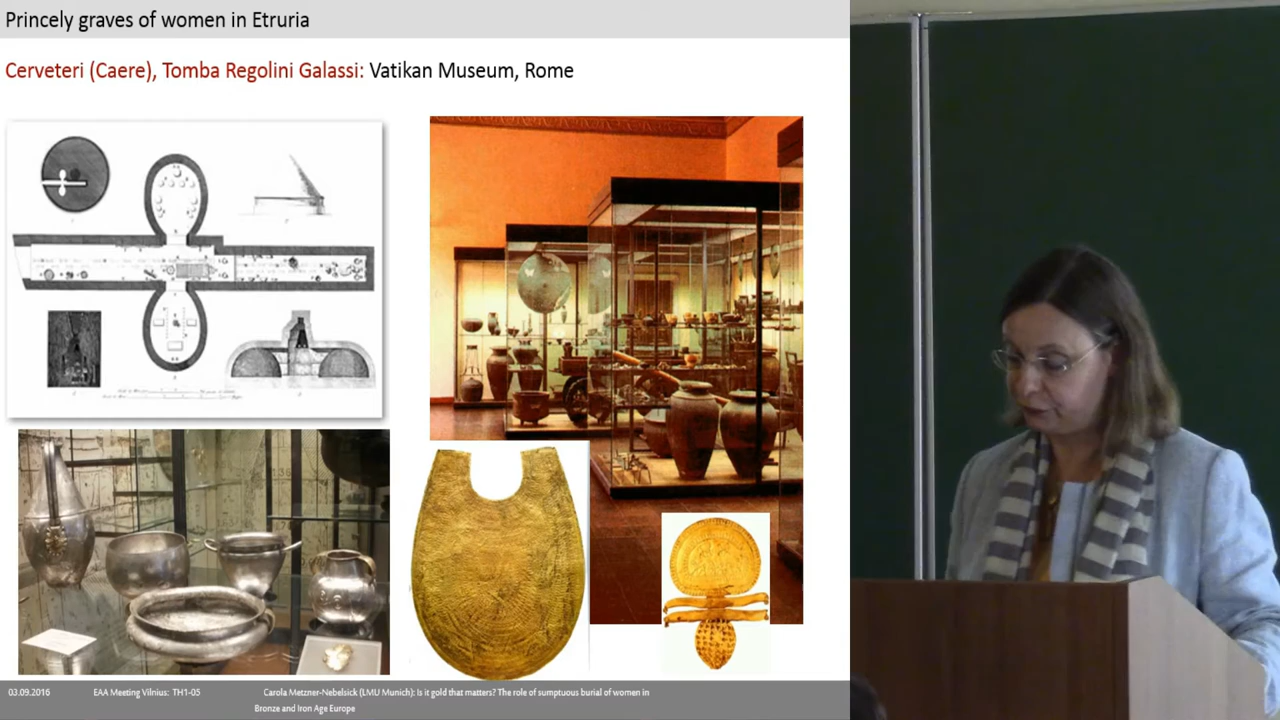 Princely graves of women in Etruria
Cerveteri (Caere), Tomba Regolini Galassi: Vatikan Museum, Rome
03.09.2016 EAA Meeting Vilnius: TH1-05 Carola Metzner-Nebelsick (LMU Munich): Is it gold that matters? The role of sumptuous burial of women in
Bronze and Iron Age Europe